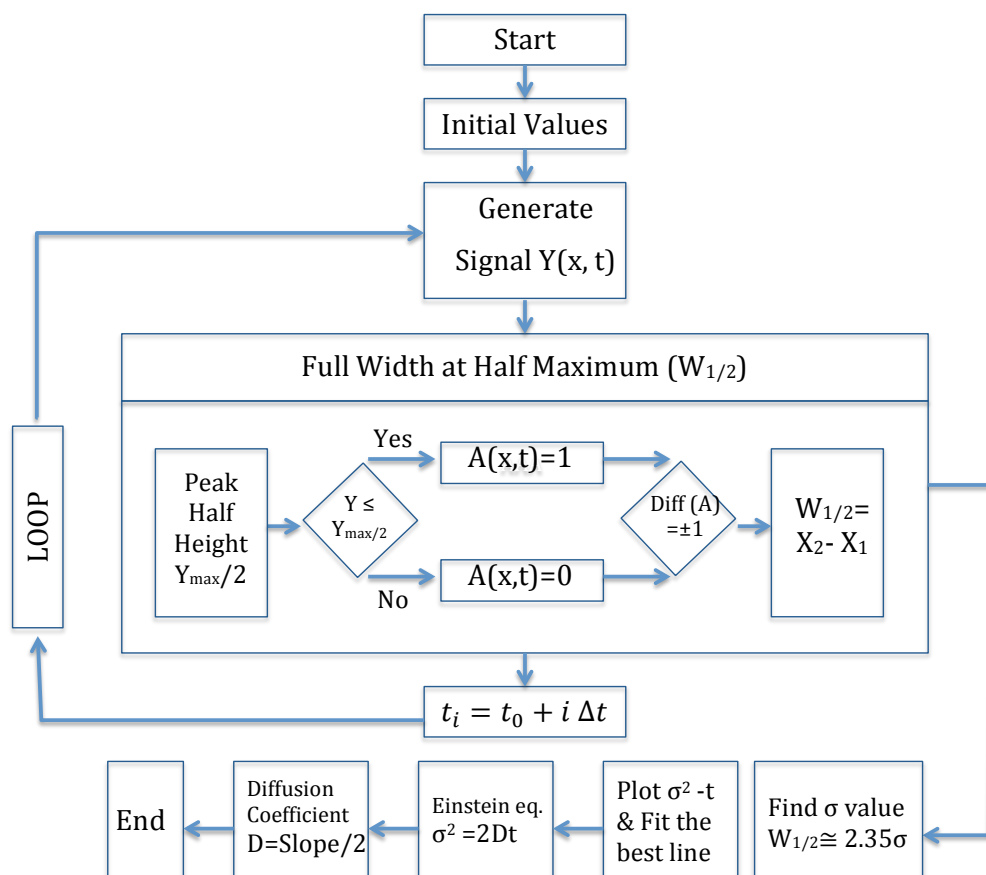 Start
Initial Values
Generate
Signal Y(x, t)
Full Width at Half Maximum (W₁/₂)
LOOP
Peak
Half
Height
Yₘₐₓ/2
Y ≤
Yₘₐₓ/₂
Yes
No
A(x,t)=1
A(x,t)=0
Diff (A)
=±1
W₁/₂=
X₂- X₁
tᵢ = t₀ + i Δt
Find σ value
W₁/₂≅ 2.35σ
Plot σ² -t
& Fit the
best line
Einstein eq.
σ² =2Dt
Diffusion
Coefficient
D=Slope/2
End